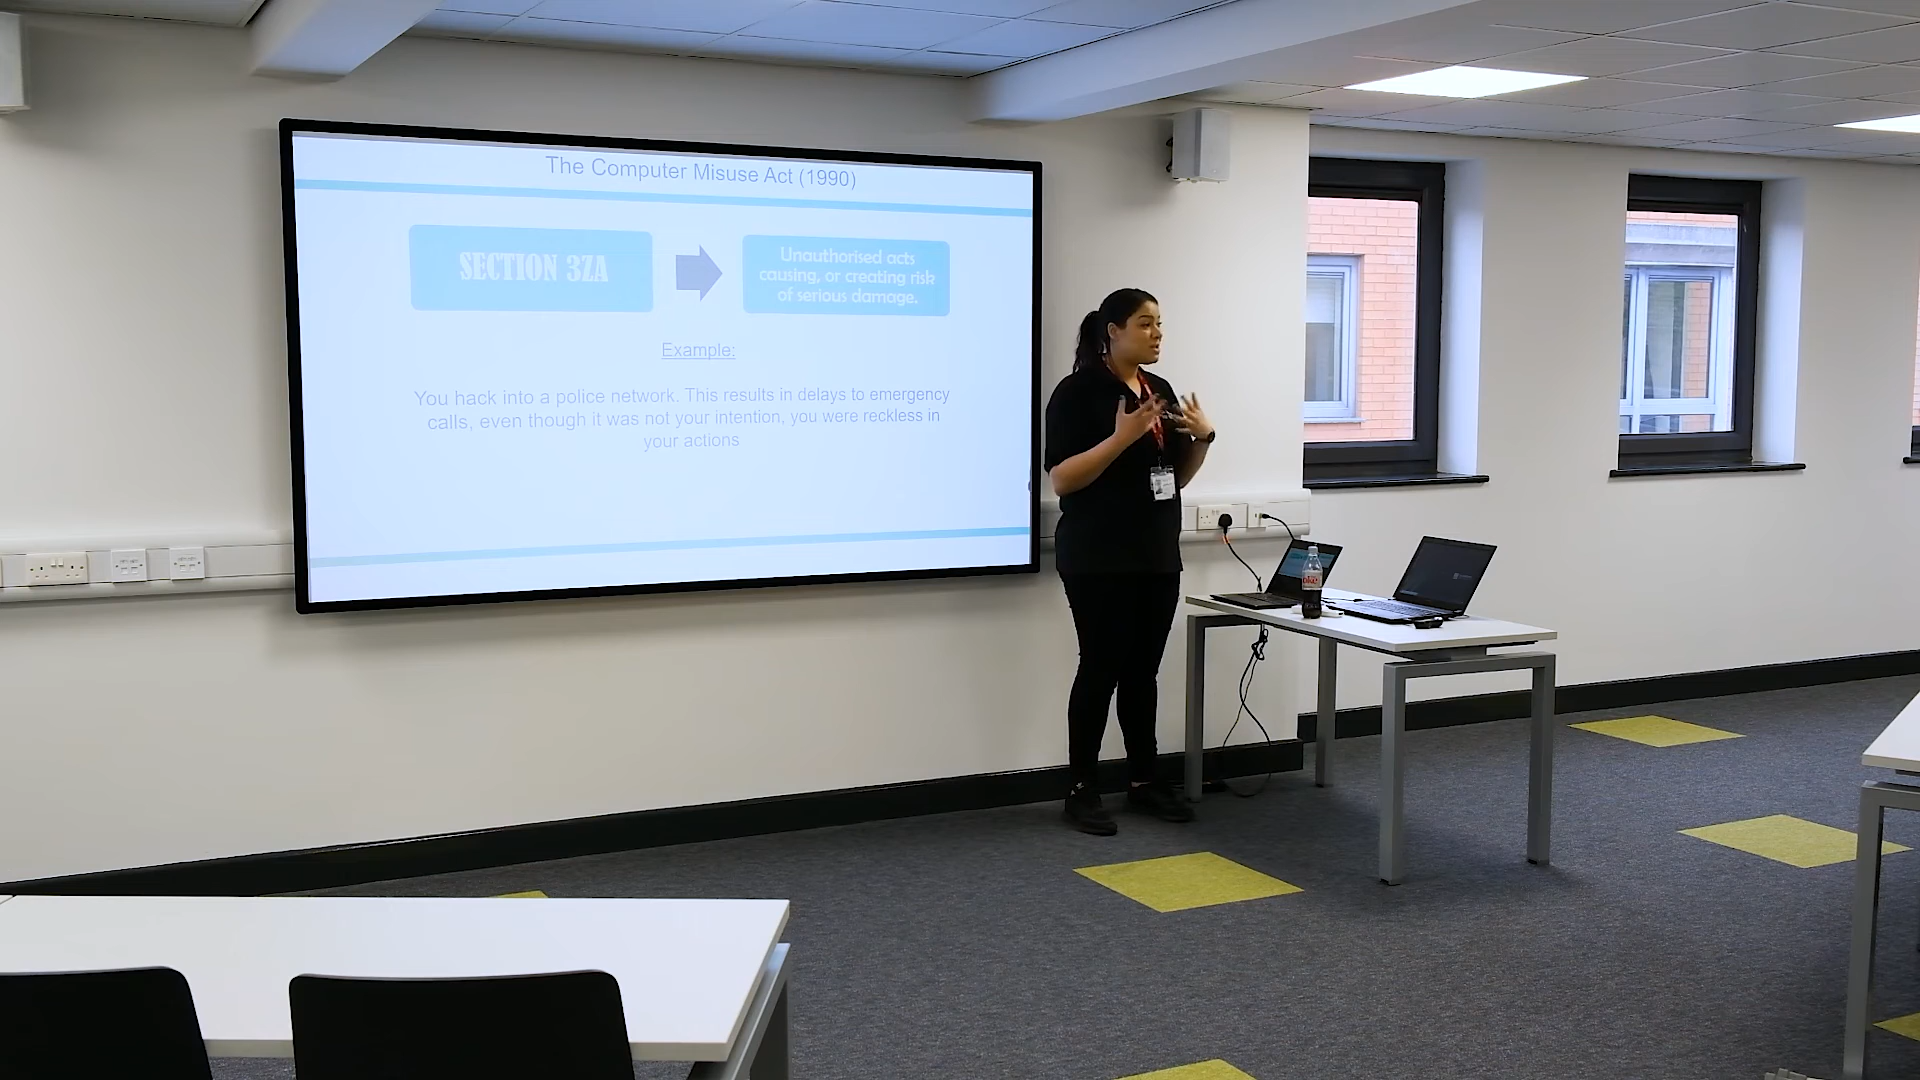 The Computer Misuse Act (1990)
SECTION 3ZA
Unauthorised acts
causing, or creating risk
of serious damage.
Example:
You hack into a police network. This results in delays to emergency
calls, even though it was not your intention, you were reckless in
your actions